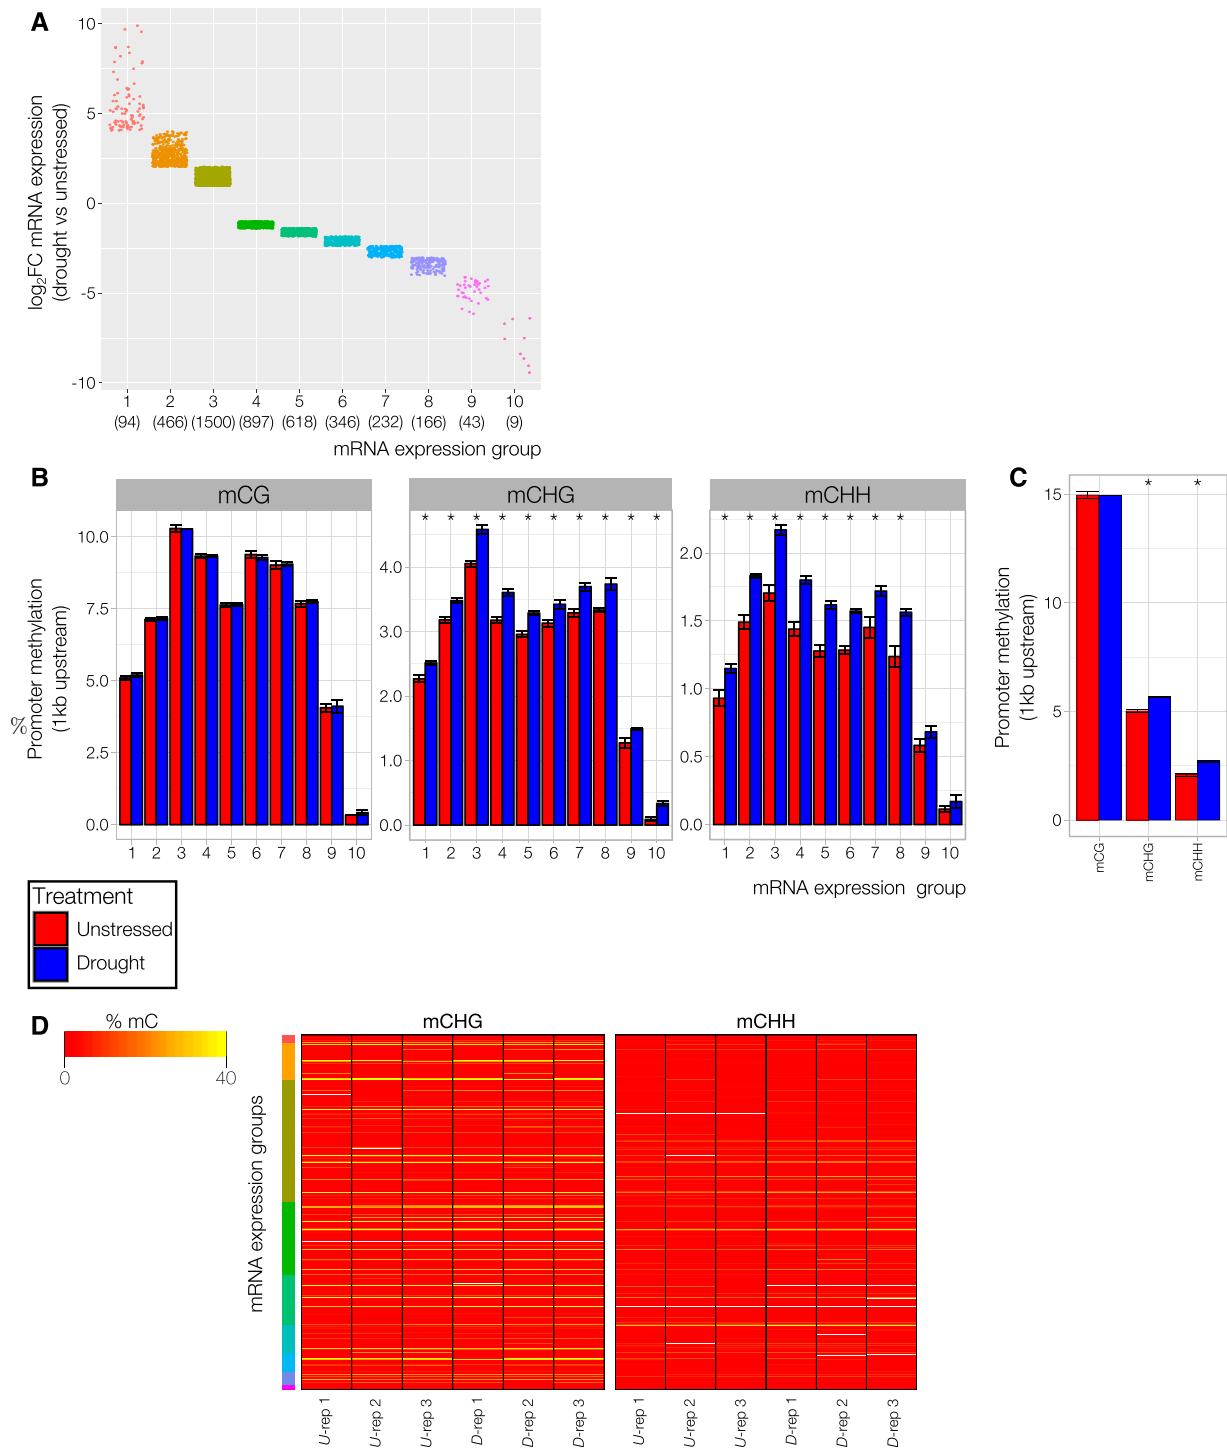 A
log2FC mRNA expression
(drought vs unstressed)
10
5
0
-5
-10
1 2 3 4 5 6 7 8 9 10
(94) (466) (1500) (897) (618) (346) (232) (166) (43) (9)
mRNA expression group
B
% Promoter methylation
(1kb upstream)
mCG
10.0
7.5
5.0
2.5
0.0
1 2 3 4 5 6 7 8 9 10
mCHG
* * * * * * * * * *
4.0
3.0
2.0
1.0
0.0
1 2 3 4 5 6 7 8 9 10
mCHH
* * * * * * * *
2.0
1.5
1.0
0.5
0.0
1 2 3 4 5 6 7 8 9 10
mRNA expression group
C
Promoter methylation
(1kb upstream)
* *
15
10
5
0
mCG mCHG mCHH
Treatment
Unstressed
Drought
D
% mC
0 40
mRNA expression groups
mCHG
U-rep 1 U-rep 2 U-rep 3 D-rep 1 D-rep 2 D-rep 3
mCHH
U-rep 1 U-rep 2 U-rep 3 D-rep 1 D-rep 2 D-rep 3